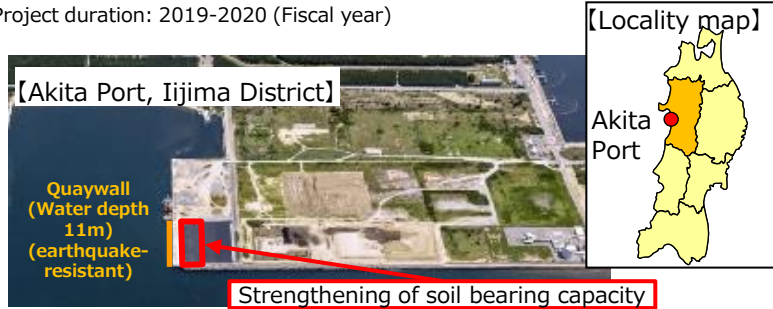 Project duration: 2019-2020 (Fiscal year)
【Locality map】
【Akita Port, Iijima District】
Akita
Port
Quaywall
(Water depth
11m)
(earthquake-
resistant)
Strengthening of soil bearing capacity